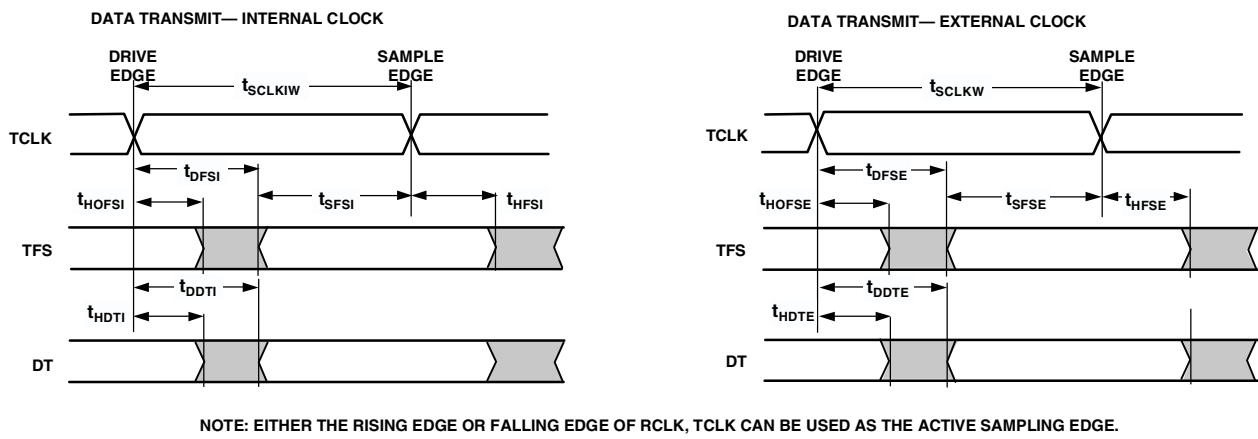 DATA TRANSMIT— INTERNAL CLOCK
DRIVE EDGE
SAMPLE EDGE
tSCLKIW
TCLK
tDFSI
tHOFSI
tSFSI
tHFSI
TFS
tDDTI
tHDTI
DT
DATA TRANSMIT— EXTERNAL CLOCK
DRIVE EDGE
SAMPLE EDGE
tSCLKW
TCLK
tDFSE
tHOFSE
tSFSE
tHFSE
TFS
tDDTE
tHDTE
DT
NOTE: EITHER THE RISING EDGE OR FALLING EDGE OF RCLK, TCLK CAN BE USED AS THE ACTIVE SAMPLING EDGE.